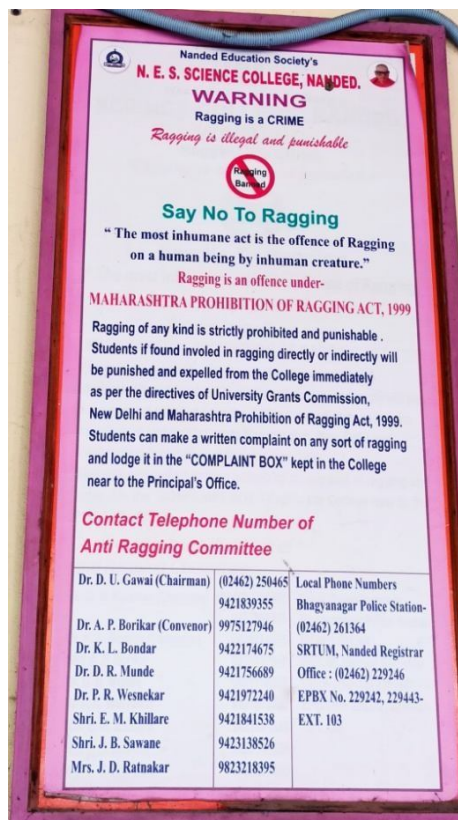 Nanded Education Society's
N. E. S. SCIENCE COLLEGE, NANDED.
WARNING
Ragging is a CRIME
Ragging is illegal and punishable
Ragging
Banned
Say No To Ragging
“ The most inhumane act is the offence of Ragging
on a human being by inhuman creature.”
Ragging is an offence under-
MAHARASHTRA PROHIBITION OF RAGGING ACT, 1999
Ragging of any kind is strictly prohibited and punishable .
Students if found involed in ragging directly or indirectly will
be punished and expelled from the College immediately
as per the directives of University Grants Commission,
New Delhi and Maharashtra Prohibition of Ragging Act, 1999.
Students can make a written complaint on any sort of ragging
and lodge it in the “COMPLAINT BOX” kept in the College
near to the Principal's Office.
Contact Telephone Number of
Anti Ragging Committee
Dr. D. U. Gawai (Chairman) (02462) 250465 Local Phone Numbers
9421839355 Bhagyanagar Police Station-
Dr. A. P. Borikar (Convenor) 9975127946 (02462) 261364
Dr. K. L. Bondar 9422174675 SRTUM, Nanded Registrar
Dr. D. R. Munde 9421756689 Office : (02462) 229246
Dr. P. R. Wesnekar 9421972240 EPBX No. 229242, 229443-
Shri. E. M. Khillare 9421841538 EXT. 103
Shri. J. B. Sawane 9423138526
Mrs. J. D. Ratnakar 9823218395